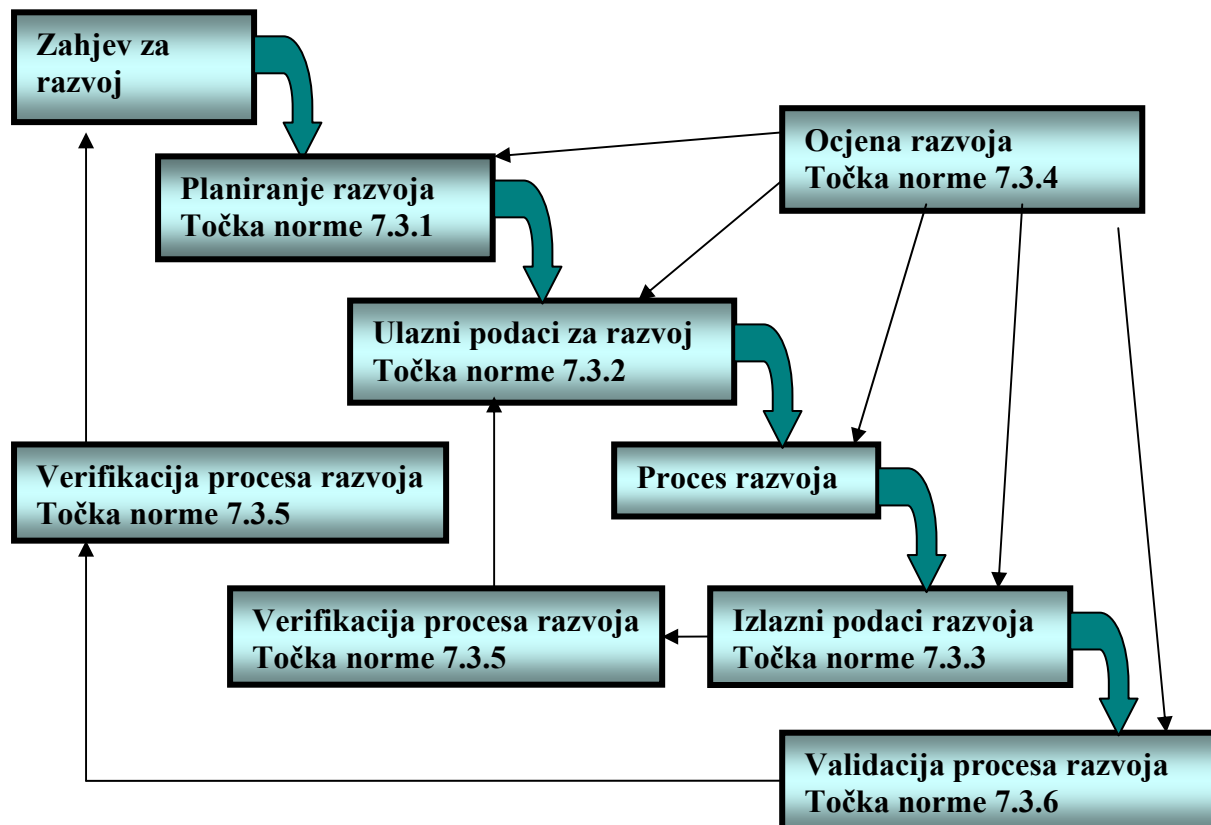 Zahjev za
razvoj
Ocjena razvoja
Točka norme 7.3.4
Planiranje razvoja
Točka norme 7.3.1
Ulazni podaci za razvoj
Točka norme 7.3.2
Verifikacija procesa razvoja
Točka norme 7.3.5
Proces razvoja
Verifikacija procesa razvoja
Točka norme 7.3.5
Izlazni podaci razvoja
Točka norme 7.3.3
Validacija procesa razvoja
Točka norme 7.3.6